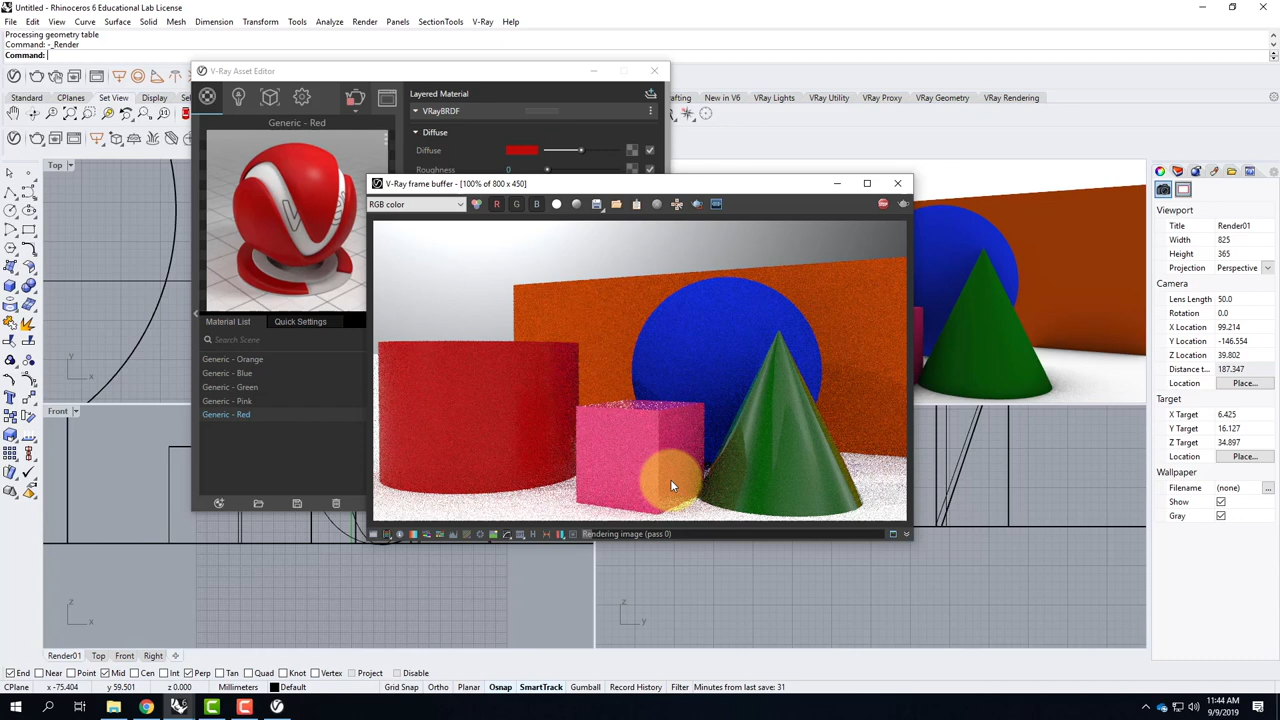 Untitled - Rhinoceros 6 Educational Lab License
File Edit View Curve Surface Solid Mesh Dimension Transform Tools Analyze Render Panels SectionTools V-Ray Help
Processing geometry table
Command: -_Render
Command:
V-Ray Asset Editor
Standard CPlanes Set View Display
rafting New in V6 VRay Lights VRay Utility VRay Proxy VRay Geometry VRay Rendering
Layered Material
VRayBRDF
Generic - Red
Diffuse
Diffuse
Roughness 0
Top
V-Ray frame buffer - [100% of 800 x 450]
RGB color
R G B
Material List Quick Settings
Search Scene
Generic - Orange
Generic - Blue
Generic - Green
Generic - Pink
Generic - Red
Front
Rendering image (pass 0)
Viewport
Title Render01
Width 825
Height 365
Projection Perspective
Camera
Lens Length 50.0
Rotation 0.0
X Location 99.214
Y Location -146.554
Z Location 39.802
Distance t... 187.347
Location Place...
Target
X Target 6.425
Y Target 16.127
Z Target 34.897
Location Place...
Wallpaper
Filename (none) ...
Show
Gray
y
x
z
x
z
y
Render01 Top Front Right
End Near Point Mid Cen Int Perp Tan Quad Knot Vertex Project Disable
CPlane x -75.404 y 59.501 z 0.000 Millimeters Default Grid Snap Ortho Planar Osnap SmartTrack Gumball Record History Filter Minutes from last save: 31
11:44 AM
9/9/2019